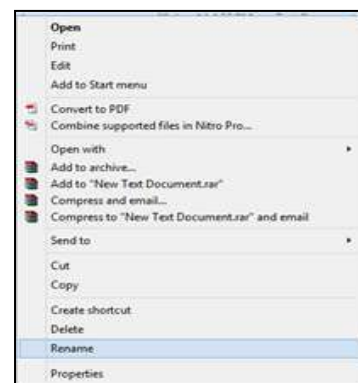 Open
Print
Edit
Add to Start menu
Convert to PDF
Combine supported files in Nitro Pro...
Open with
Add to archive...
Add to "New Text Document.rar"
Compress and email...
Compress to "New Text Document.rar" and email
Send to
Cut
Copy
Create shortcut
Delete
Rename
Properties